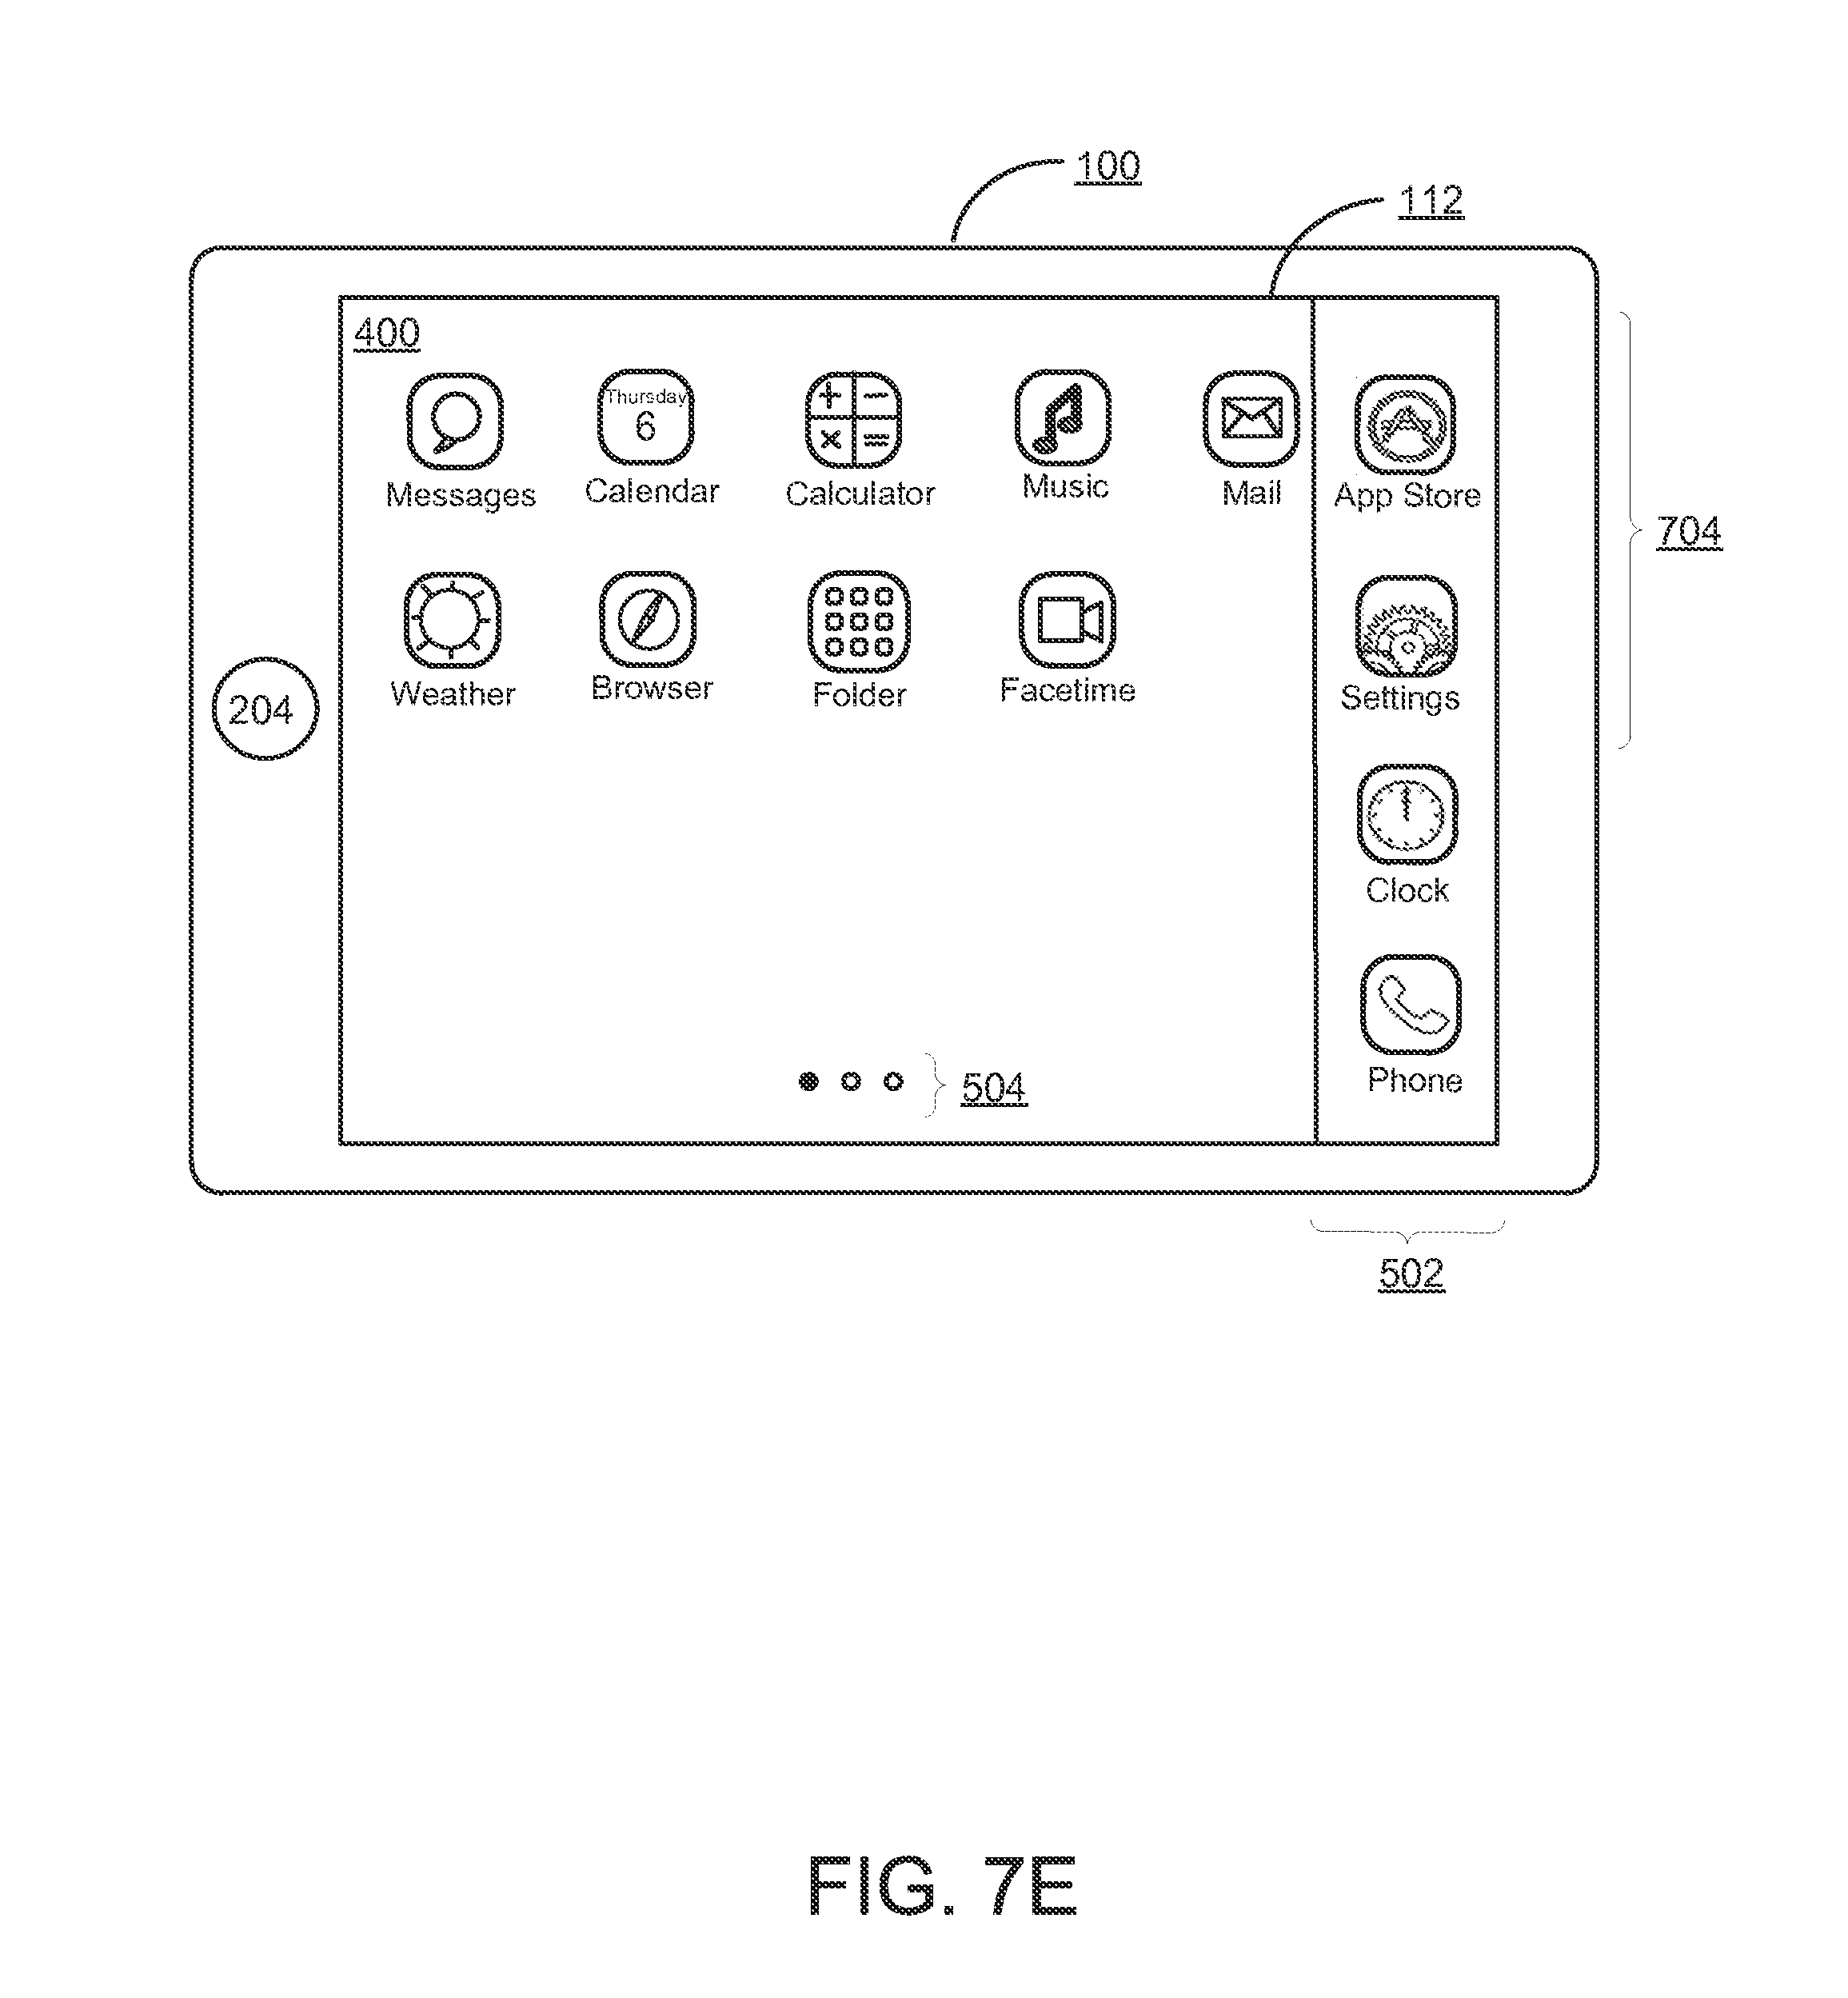 100
112
400
Thursday
6
Messages
Calendar
Calculator
Music
Mail
App Store
704
Weather
Browser
Folder
Facetime
Settings
204
Clock
504
Phone
502
FIG. 7E